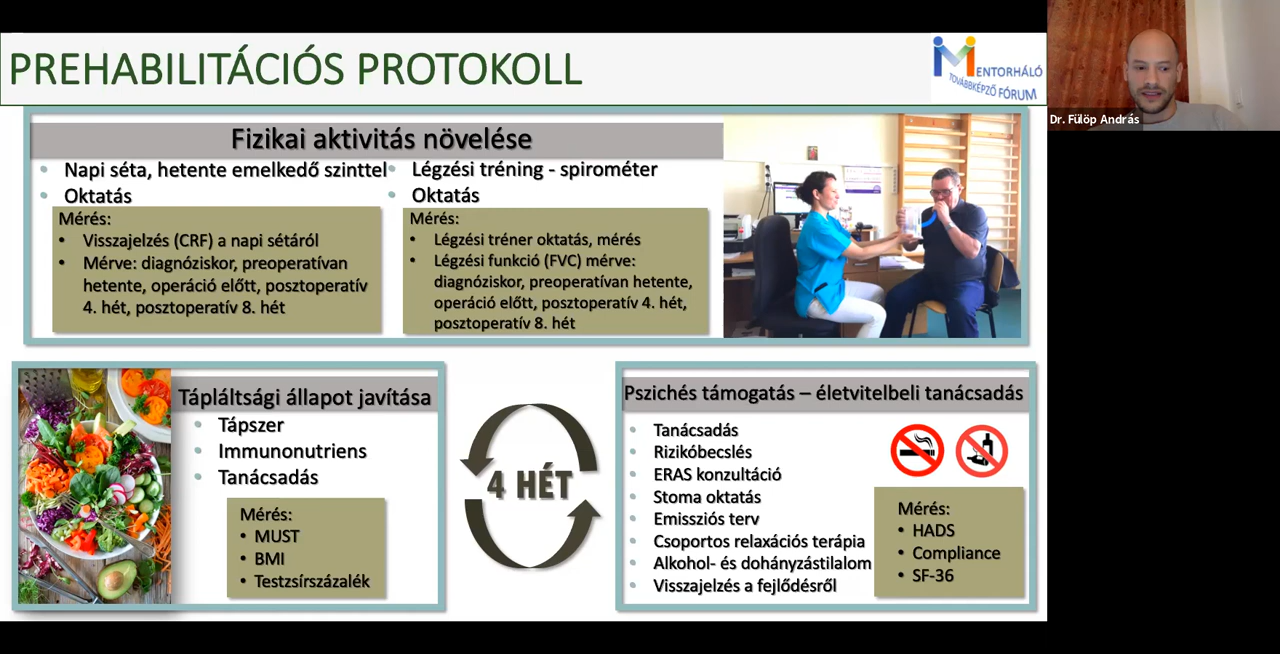 PREHABILITÁCIÓS PROTOKOLL
MENTORHÁLÓ
TOVÁBBKÉPZŐ FÓRUM
Dr. Fülöp András
Fizikai aktivitás növelése
Napi séta, hetente emelkedő szinttel
Oktatás
Mérés:
Visszajelzés (CRF) a napi sétáról
Mérve: diagnóziskor, preoperatívan
hetente, operáció előtt, posztoperatív
4. hét, posztoperatív 8. hét
Légzési tréning - spirométer
Oktatás
Mérés:
Légzési tréner oktatás, mérés
Légzési funkció (FVC) mérve:
diagnóziskor, preoperatívan hetente,
operáció előtt, posztoperatív 4. hét,
posztoperatív 8. hét
Tápláltsági állapot javítása
Tápszer
Immunonutriens
Tanácsadás
Mérés:
MUST
BMI
Testzsírszázalék
4 HÉT
Pszichés támogatás – életvitelbeli tanácsadás
Tanácsadás
Rizikóbecslés
ERAS konzultáció
Stoma oktatás
Emissziós terv
Csoportos relaxációs terápia
Alkohol- és dohányzástilalom
Visszajelzés a fejlődésről
Mérés:
HADS
Compliance
SF-36